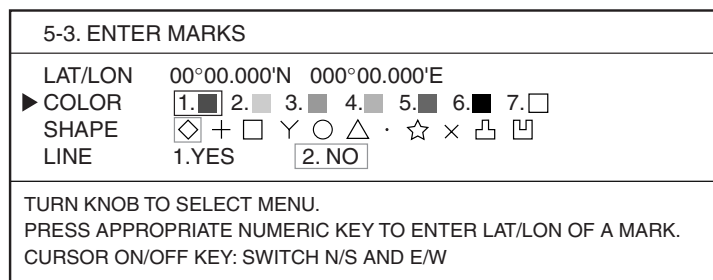 5-3. ENTER MARKS
LAT/LON 00°00.000'N 000°00.000'E
COLOR 1. 2. 3. 4. 5. 6. 7.
SHAPE
LINE 1.YES 2. NO
TURN KNOB TO SELECT MENU.
PRESS APPROPRIATE NUMERIC KEY TO ENTER LAT/LON OF A MARK.
CURSOR ON/OFF KEY: SWITCH N/S AND E/W